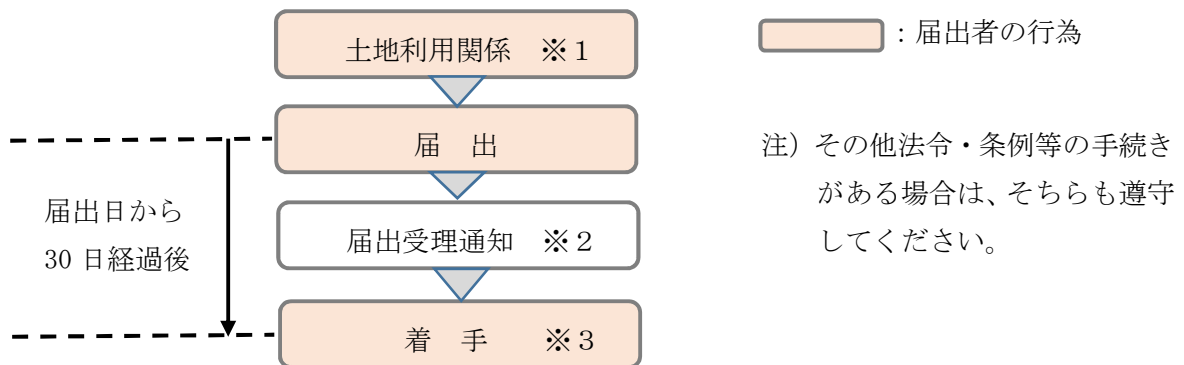 土地利用関係　※１
：届出者の行為
届　出
注）その他法令・条例等の手続き
がある場合は、そちらも遵守
してください。
届出日から
30 日経過後
届出受理通知　※２
着　手　　※３